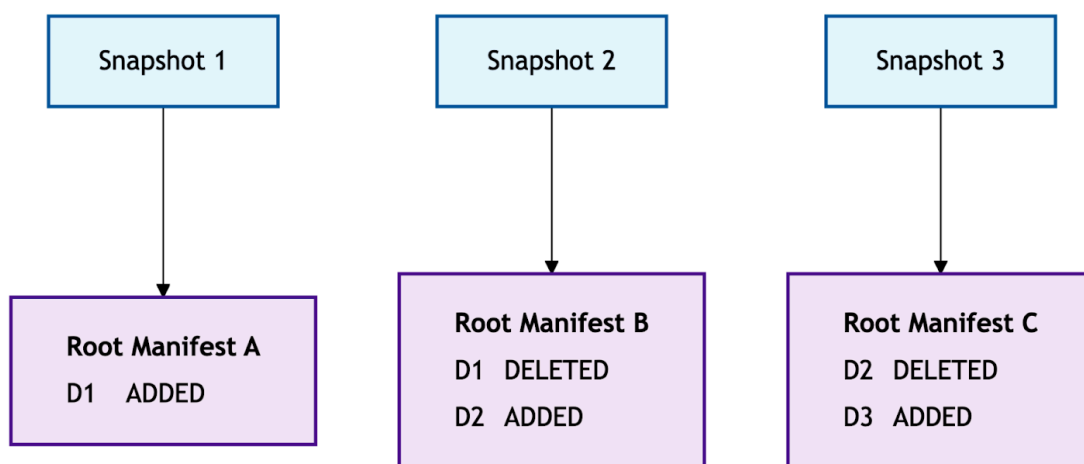 Snapshot 1
Snapshot 2
Snapshot 3
Root Manifest A
D1 ADDED
Root Manifest B
D1 DELETED
D2 ADDED
Root Manifest C
D2 DELETED
D3 ADDED